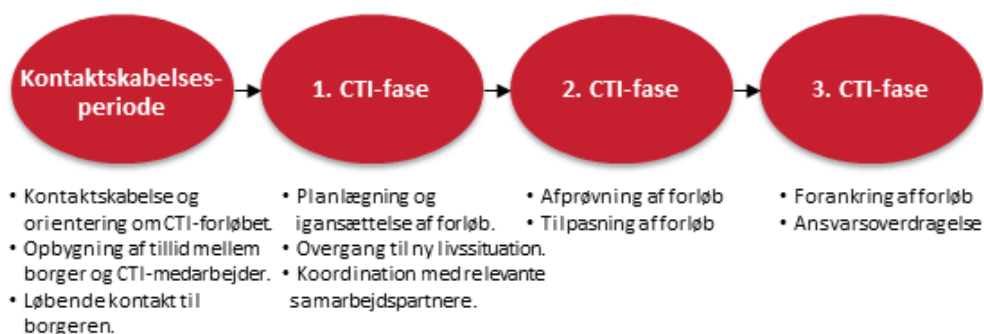 Kontaktskabelses-
periode
1. CTI-fase
2. CTI-fase
3. CTI-fase
• Kontaktskabelse og
orientering om CTI-forløbet.
• Opbygning af tillid mellem
borger og CTI-medarbejder.
• Løbende kontakt til
borgeren.
• Planlægning og
igansættelse af forløb.
• Overgang til ny livssituation.
• Koordination med relevante
samarbejdspartnere.
• Afprøvning af forløb
• Tilpasning af forløb
• Forankring af forløb
• Ansvarsoverdragelse